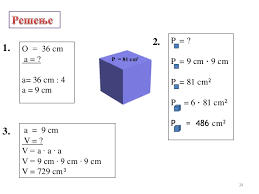 Решење
1.
O = 36 cm
a = ?
a= 36 cm : 4
a = 9 cm
P = 81 cm²
2.
P = ?
P = 9 cm · 9 cm
P = 81 cm²
P = 6 · 81 cm²
P = 486 cm²
3.
a = 9 cm
V = ?
V = a · a · a
V = 9 cm · 9 cm · 9 cm
V = 729 cm³